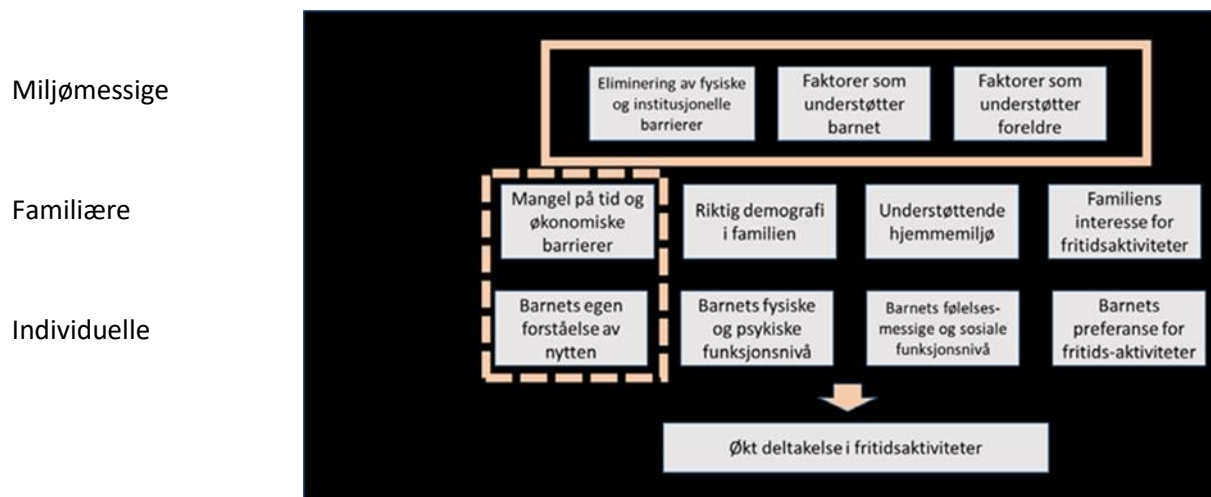 Miljømessige
Eliminering av fysiske
og institusjonelle
barrierer
Faktorer som
understøtter
barnet
Faktorer som
understøtter
foreldre
Familiære
Mangel på tid og
økonomiske
barrierer
Riktig demografi
i familien
Understøttende
hjemmemiljø
Familiens
interesse for
fritidsaktiviteter
Individuelle
Barnets egen
forståelse av
nytten
Barnets fysiske
og psykiske
funksjonsnivå
Barnets følelses-
messige og sosiale
funksjonsnivå
Barnets
preferanse for
fritids-aktiviteter
Økt deltakelse i fritidsaktiviteter